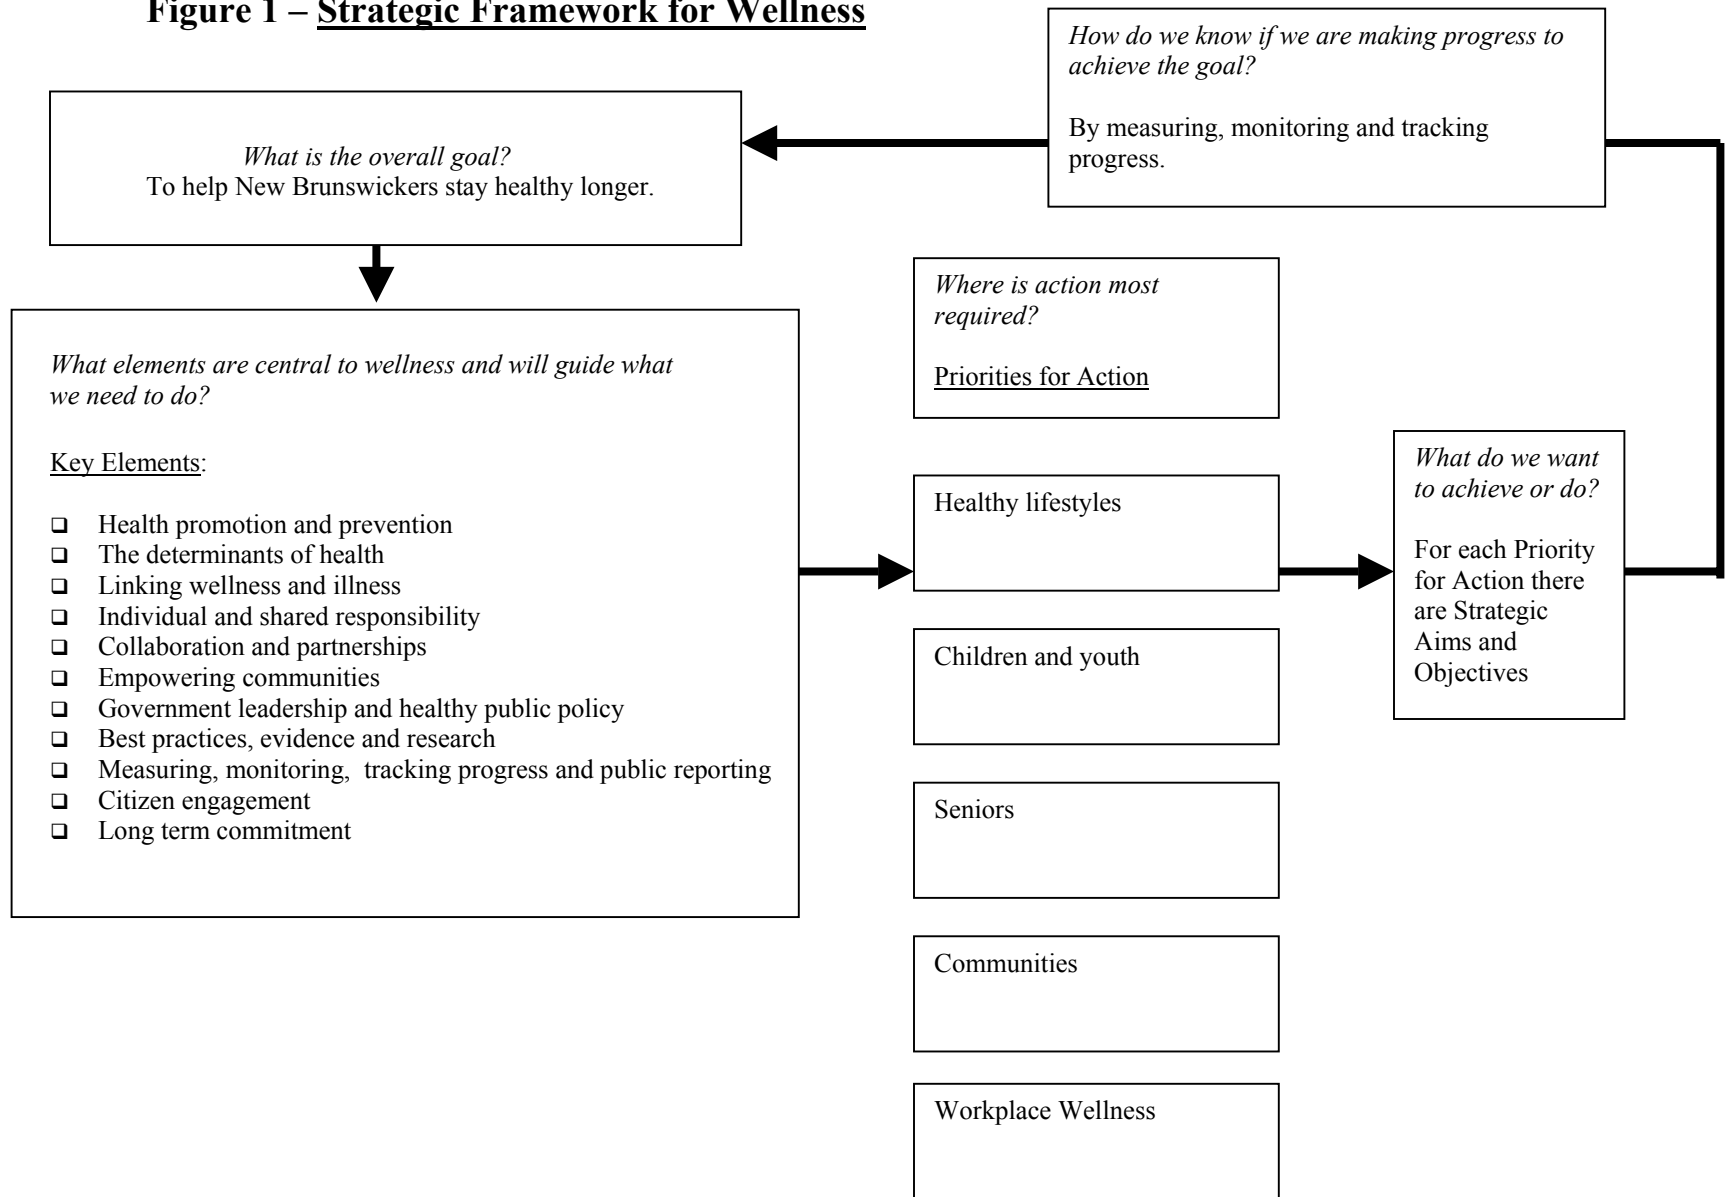 Figure 1 – Strategic Framework for Wellness
How do we know if we are making progress to
achieve the goal?
By measuring, monitoring and tracking
progress.
What is the overall goal?
To help New Brunswickers stay healthy longer.
What elements are central to wellness and will guide what
we need to do?
Key Elements:
❑ Health promotion and prevention
❑ The determinants of health
❑ Linking wellness and illness
❑ Individual and shared responsibility
❑ Collaboration and partnerships
❑ Empowering communities
❑ Government leadership and healthy public policy
❑ Best practices, evidence and research
❑ Measuring, monitoring,  tracking progress and public reporting
❑ Citizen engagement
❑ Long term commitment
Where is action most
required?
Priorities for Action
Healthy lifestyles
Children and youth
Seniors
Communities
Workplace Wellness
What do we want
to achieve or do?
For each Priority
for Action there
are Strategic
Aims and
Objectives